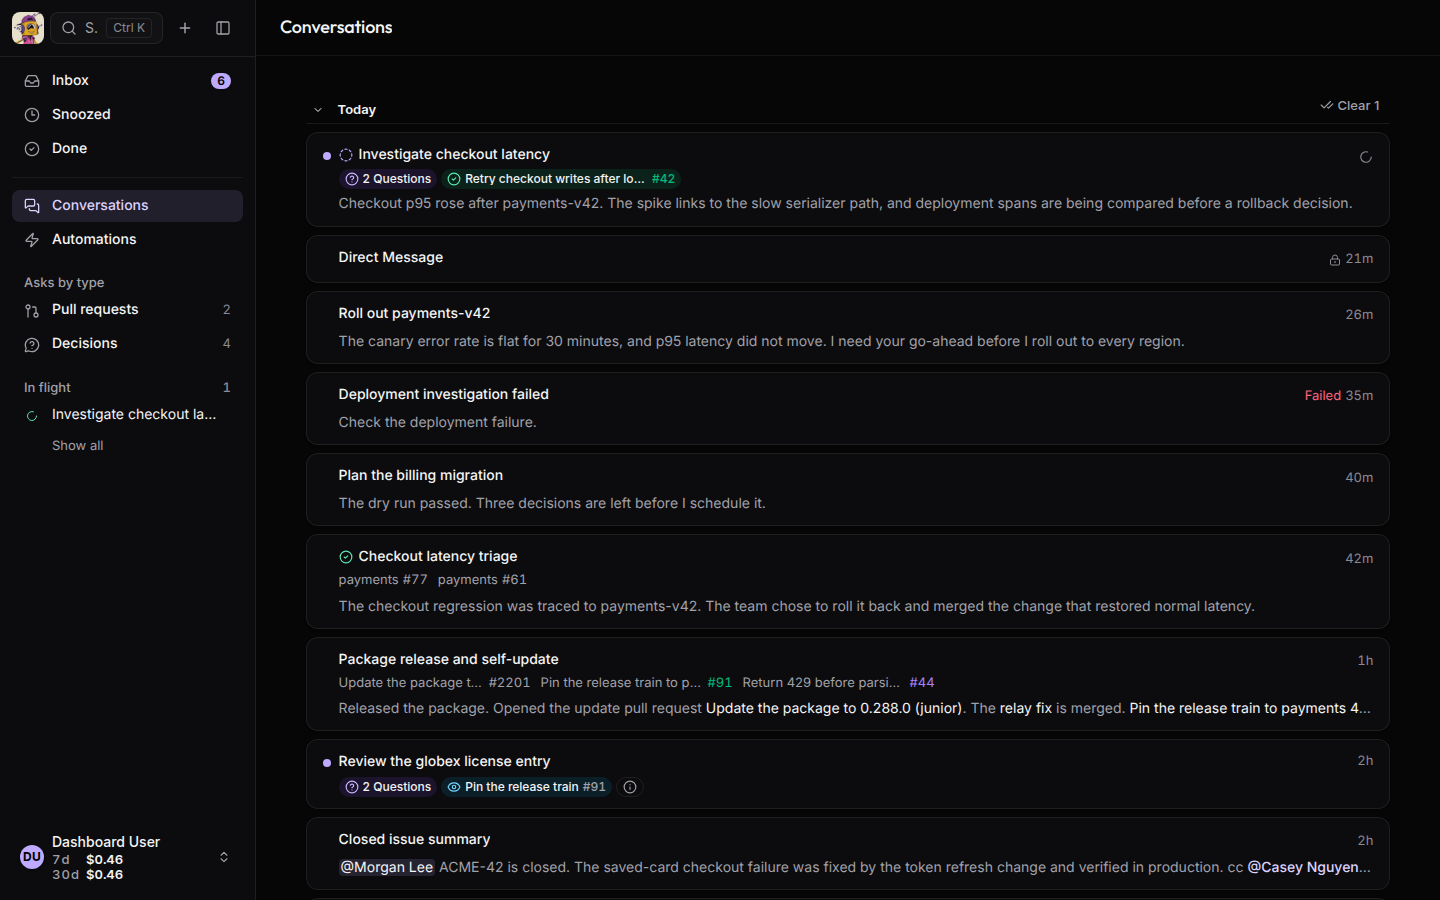 S. Ctrl K
Conversations
Inbox 6
Snoozed
Done
Conversations
Automations
Asks by type
Pull requests 2
Decisions 4
In flight 1
Investigate checkout la...
Show all
DU Dashboard User
7d $0.46
30d $0.46
Today Clear 1
Investigate checkout latency
2 Questions Retry checkout writes after lo... #42
Checkout p95 rose after payments-v42. The spike links to the slow serializer path, and deployment spans are being compared before a rollback decision.
Direct Message 21m
Roll out payments-v42 26m
The canary error rate is flat for 30 minutes, and p95 latency did not move. I need your go-ahead before I roll out to every region.
Deployment investigation failed Failed 35m
Check the deployment failure.
Plan the billing migration 40m
The dry run passed. Three decisions are left before I schedule it.
Checkout latency triage 42m
payments #77 payments #61
The checkout regression was traced to payments-v42. The team chose to roll it back and merged the change that restored normal latency.
Package release and self-update 1h
Update the package t... #2201 Pin the release train to p... #91 Return 429 before parsi... #44
Released the package. Opened the update pull request Update the package to 0.288.0 (junior). The relay fix is merged. Pin the release train to payments 4...
Review the globex license entry 2h
2 Questions Pin the release train #91
Closed issue summary 2h
@Morgan Lee ACME-42 is closed. The saved-card checkout failure was fixed by the token refresh change and verified in production. cc @Casey Nguyen...